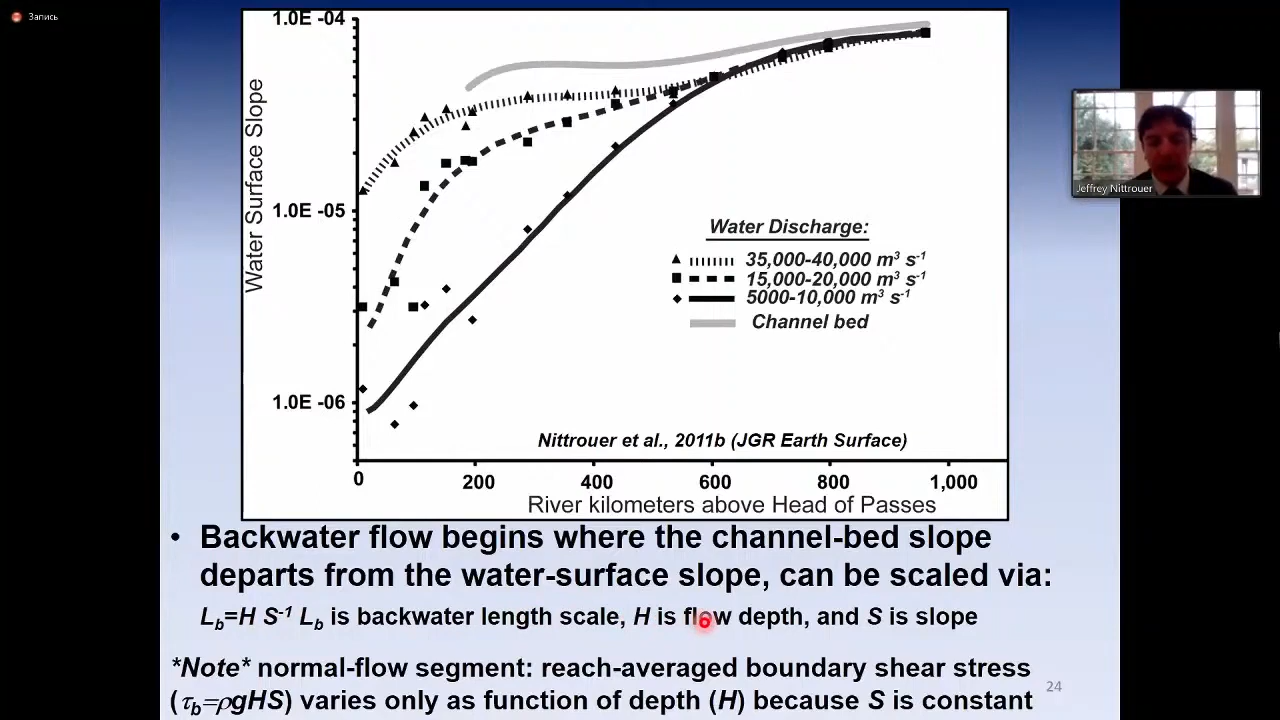 Запись
1.0E -04
1.0E -05
1.0E -06
Water Surface Slope
Water Discharge:
35,000-40,000 m³ s⁻¹
15,000-20,000 m³ s⁻¹
5000-10,000 m³ s⁻¹
Channel bed
Nittrouer et al., 2011b (JGR Earth Surface)
0 200 400 600 800 1,000
River kilometers above Head of Passes
Jeffrey Nittrouer
• Backwater flow begins where the channel-bed slope
departs from the water-surface slope, can be scaled via:
L_b=H S⁻¹ L_b is backwater length scale, H is flow depth, and S is slope
*Note* normal-flow segment: reach-averaged boundary shear stress
(τ_b=ρgHS) varies only as function of depth (H) because S is constant
24